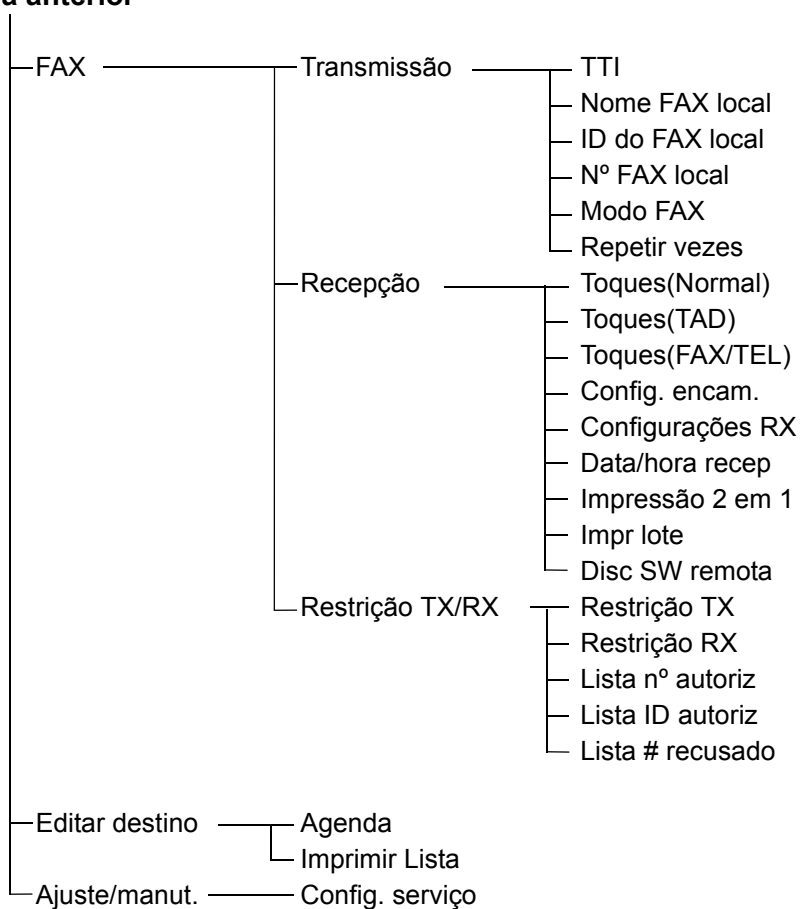 anterior
FAX Transmissão TTI
Nome FAX local
ID do FAX local
Nº FAX local
Modo FAX
Repetir vezes
Recepção Toques(Normal)
Toques(TAD)
Toques(FAX/TEL)
Config. encam.
Configurações RX
Data/hora recep
Impressão 2 em 1
Impr lote
Disc SW remota
Restrição TX/RX Restrição TX
Restrição RX
Lista nº autoriz
Lista ID autoriz
Lista # recusado
Editar destino Agenda
Imprimir Lista
Ajuste/manut. Config. serviço